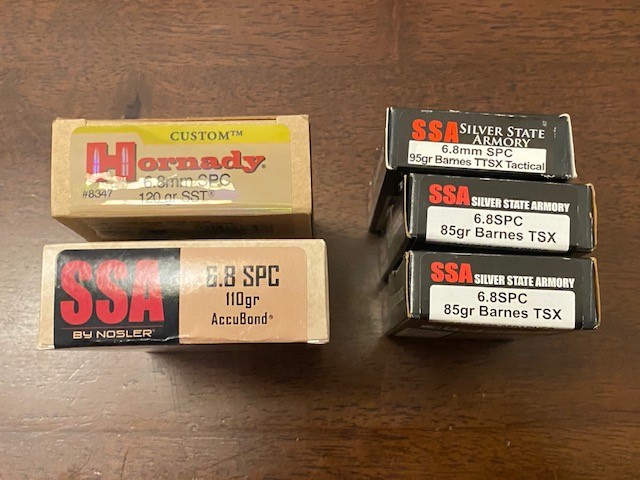 CUSTOM™
Hornady®
6.8mm SPC
#8347
120 gr SST®
SSA
BY NOSLER®
6.8 SPC
110gr
AccuBond®
SSA SILVER STATE
ARMORY
6.8mm SPC
95gr Barnes TTSX Tactical
SSA SILVER STATE ARMORY
6.8SPC
85gr Barnes TSX
SSA SILVER STATE ARMORY
6.8SPC
85gr Barnes TSX